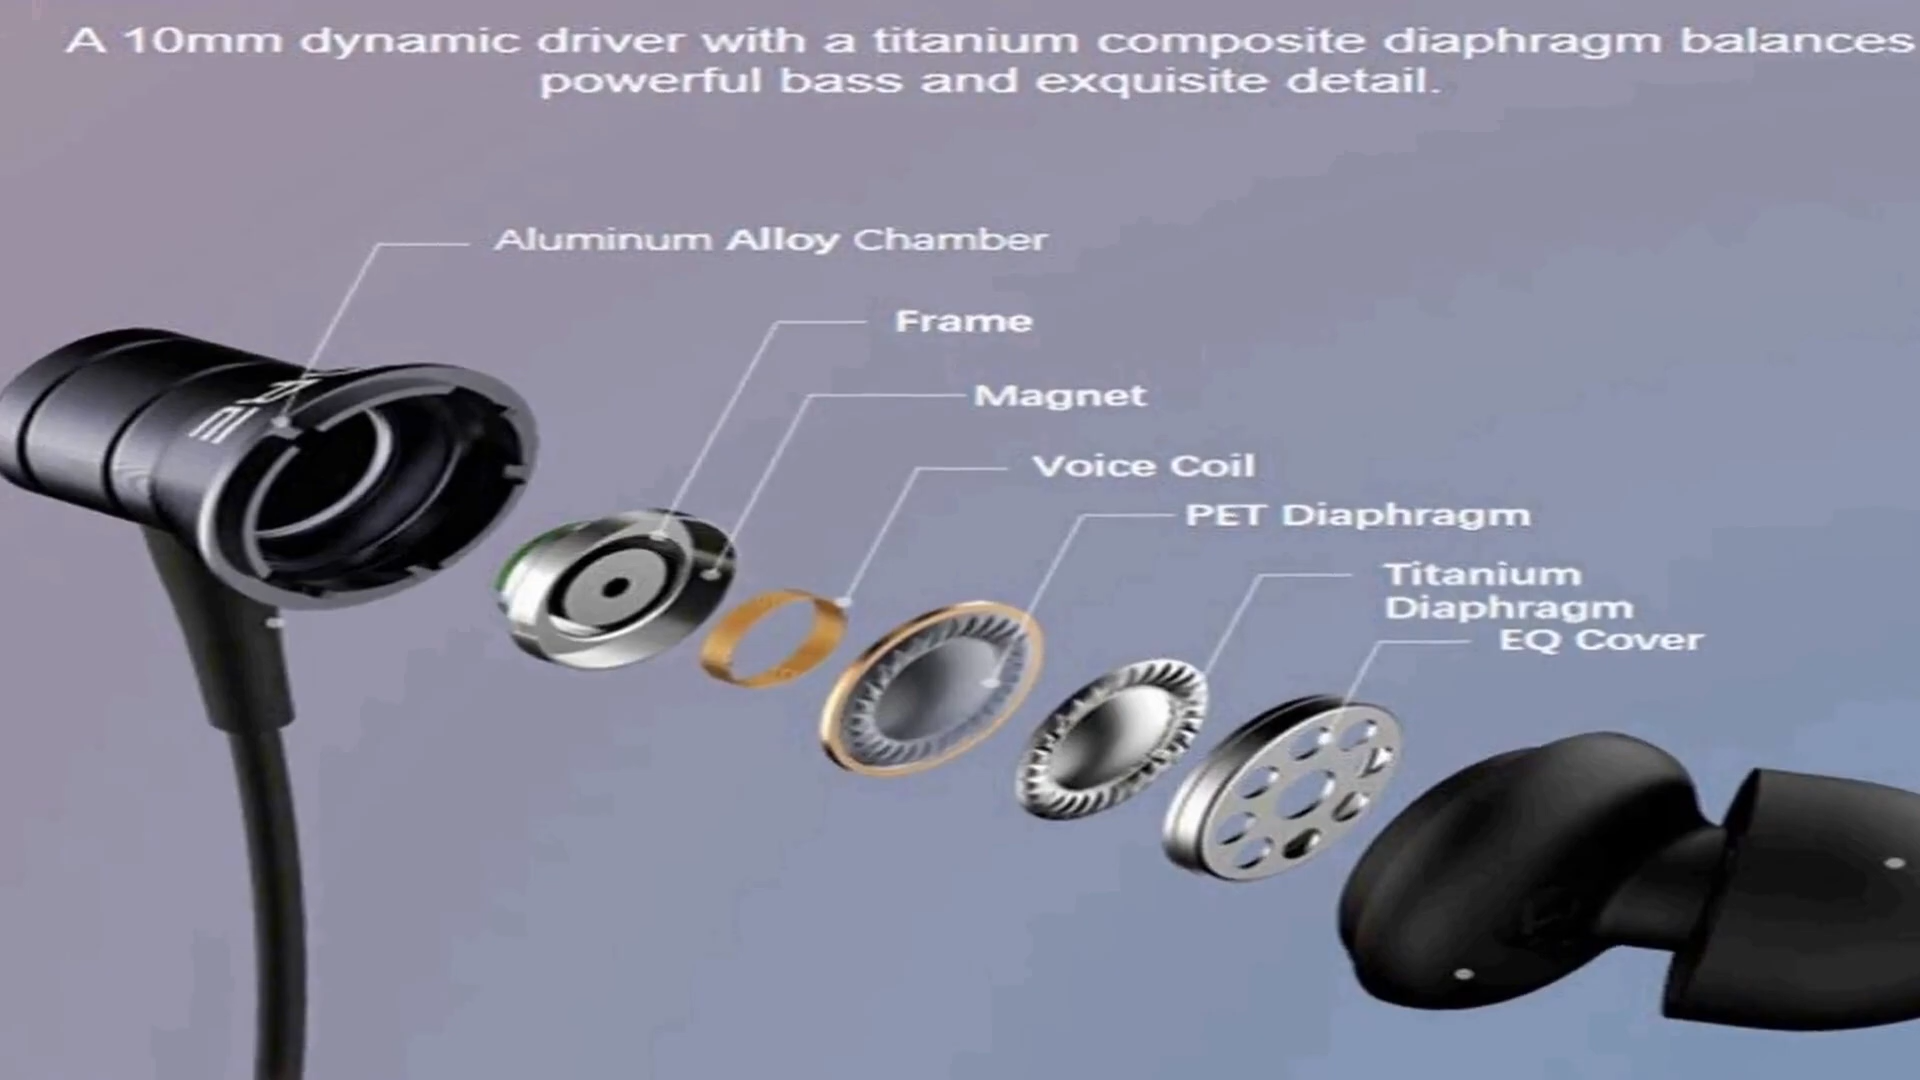 A 10mm dynamic driver with a titanium composite diaphragm balances
powerful bass and exquisite detail.
Aluminum Alloy Chamber
Frame
Magnet
Voice Coil
PET Diaphragm
Titanium
Diaphragm
EQ Cover